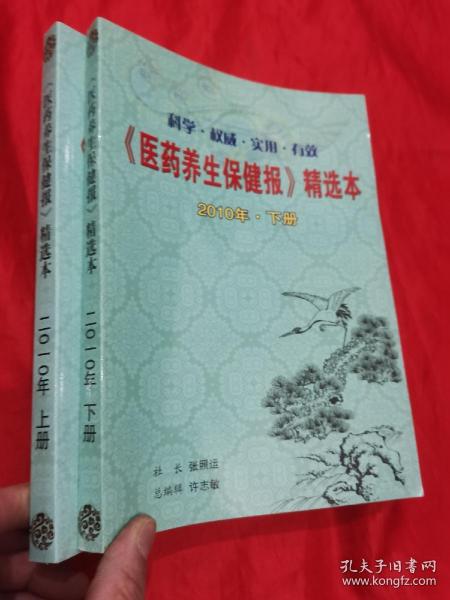 《医药养生保健报》精选本 二〇一〇年 上册
《医药养生保健报》精选本 二〇一〇年 下册
科学·权威·实用·有效
《医药养生保健报》精选本
2010年·下册
社 长 张照运
总编辑 许志敏
孔夫子旧书网
www.kongfz.com